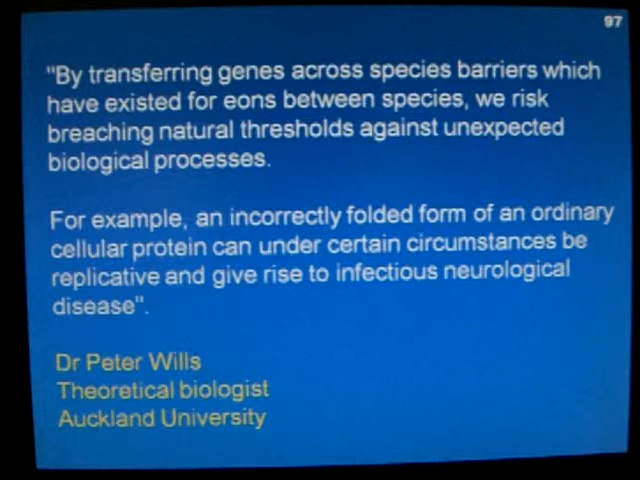 97
"By transferring genes across species barriers which
have existed for eons between species, we risk
breaching natural thresholds against unexpected
biological processes.
For example, an incorrectly folded form of an ordinary
cellular protein can under certain circumstances be
replicative and give rise to infectious neurological
disease".
Dr Peter Wills
Theoretical biologist
Auckland University